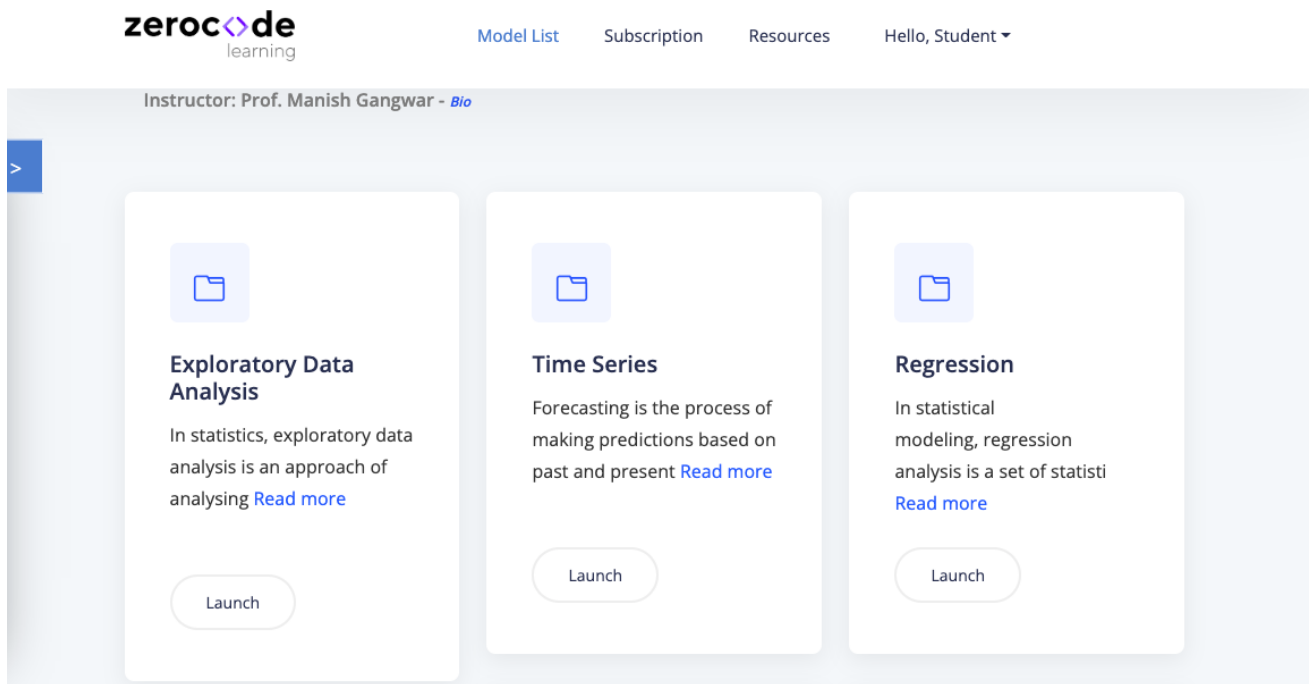 zeroc<>de
learning
Model List
Subscription
Resources
Hello, Student
Instructor: Prof. Manish Gangwar - Bio
>
Exploratory Data
Analysis
In statistics, exploratory data
analysis is an approach of
analysing Read more
Launch
Time Series
Forecasting is the process of
making predictions based on
past and present Read more
Launch
Regression
In statistical
modeling, regression
analysis is a set of statisti
Read more
Launch